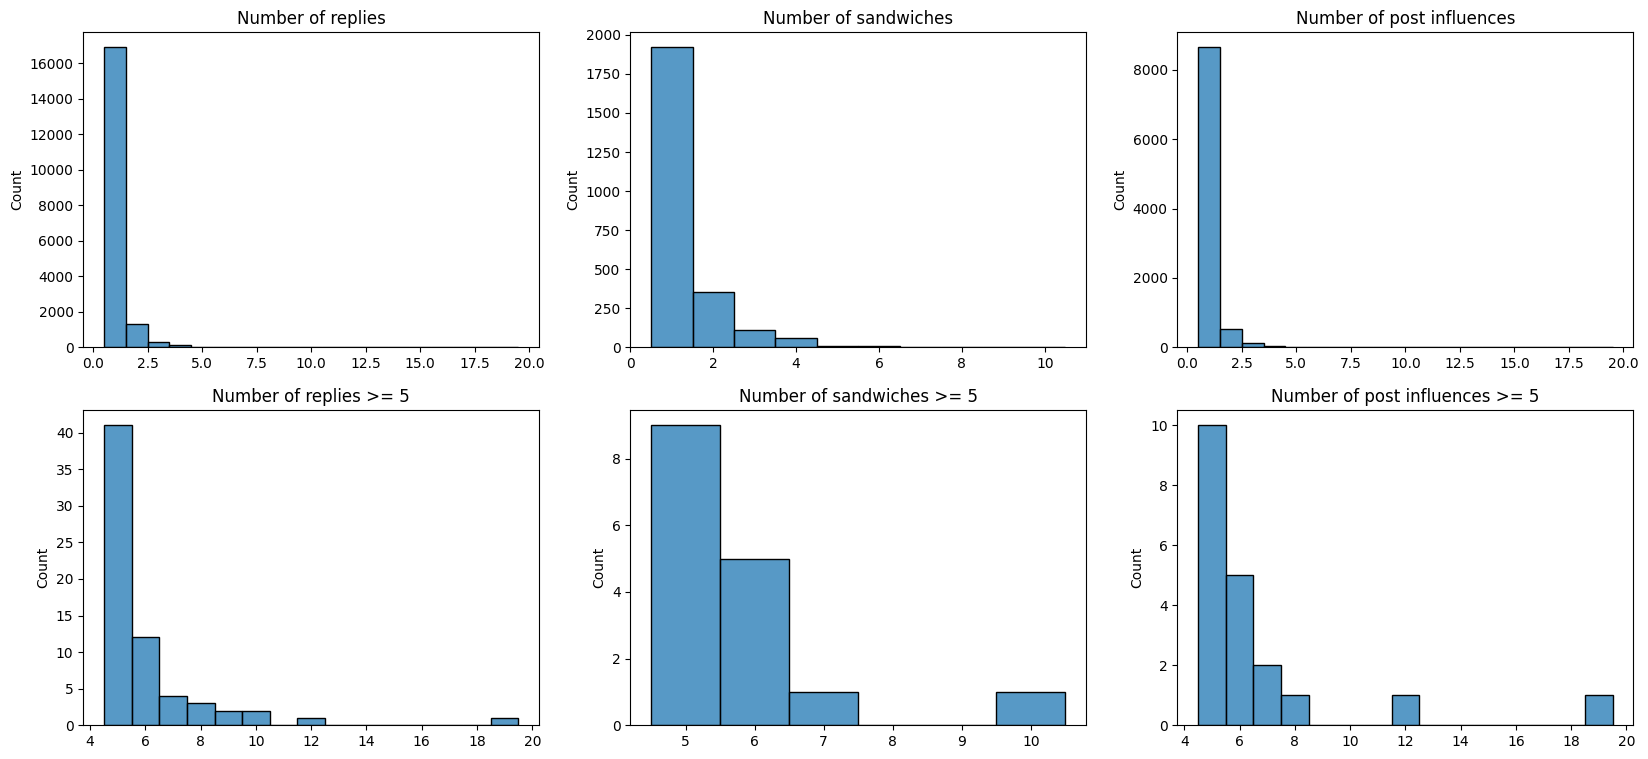 Number of replies
Count
16000
14000
12000
10000
8000
6000
4000
2000
0
0.0 2.5 5.0 7.5 10.0 12.5 15.0 17.5 20.0
Number of sandwiches
Count
2000
1750
1500
1250
1000
750
500
250
0
0 2 4 6 8 10
Number of post influences
Count
8000
6000
4000
2000
0
0.0 2.5 5.0 7.5 10.0 12.5 15.0 17.5 20.0
Number of replies >= 5
Count
40
35
30
25
20
15
10
5
0
4 6 8 10 12 14 16 18 20
Number of sandwiches >= 5
Count
8
6
4
2
0
5 6 7 8 9 10
Number of post influences >= 5
Count
10
8
6
4
2
0
4 6 8 10 12 14 16 18 20